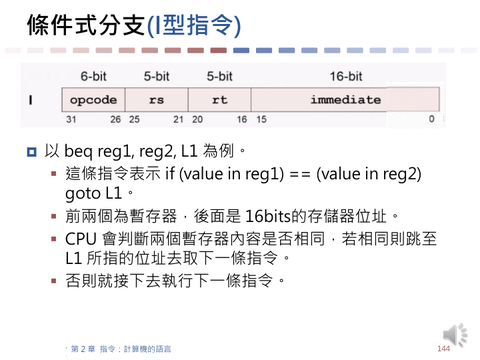 條件式分支(I型指令)
6-bit 5-bit 5-bit 16-bit
I opcode rs rt immediate
31 26 25 21 20 16 15 0
以 beq reg1, reg2, L1 為例。
這條指令表示 if (value in reg1) == (value in reg2)
goto L1。
前兩個為暫存器，後面是 16bits的存儲器位址。
CPU 會判斷兩個暫存器內容是否相同，若相同則跳至
L1 所指的位址去取下一條指令。
否則就接下去執行下一條指令。
第 2 章 指令：計算機的語言 144